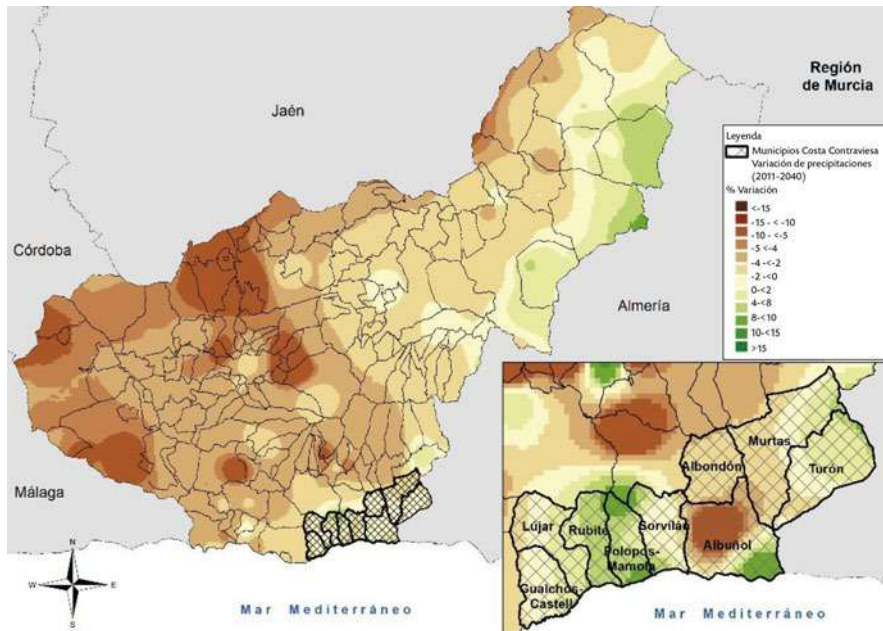 Jaén
Región
de Murcia
Córdoba
Almería
Málaga
Leyenda
Municipios Costa Contraviesa
Variación de precipitaciones
(2011-2040)
% Variación
<-15
-15 - < -10
-10 - <-5
-5 <-4
-4 -<-2
-2 -<0
0-<2
4-<8
8-<10
10-<15
>15
N
W
E
S
Mar Mediterráneo
Albondón
Murtas
Turón
Lújar
Rubite
Sorvilán
Polopos-
Mamola
Albuñol
Gualchos-
Castell
Mar Mediterráneo